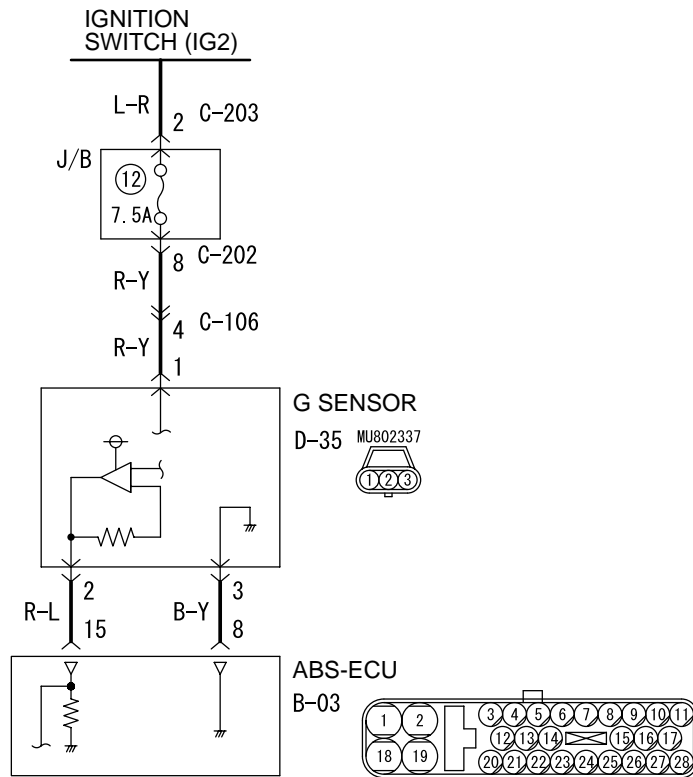 IGNITION
SWITCH (IG2)
L-R
2 C-203
J/B
12
7.5A
8 C-202
R-Y
4 C-106
R-Y
1
G SENSOR
D-35 MU802337
1 2 3
2 3
R-L B-Y
15 8
ABS-ECU
B-03
1 2 3 4 5 6 7 8 9 10 11
12 13 14 15 16 17
18 19 20 21 22 23 24 25 26 27 28